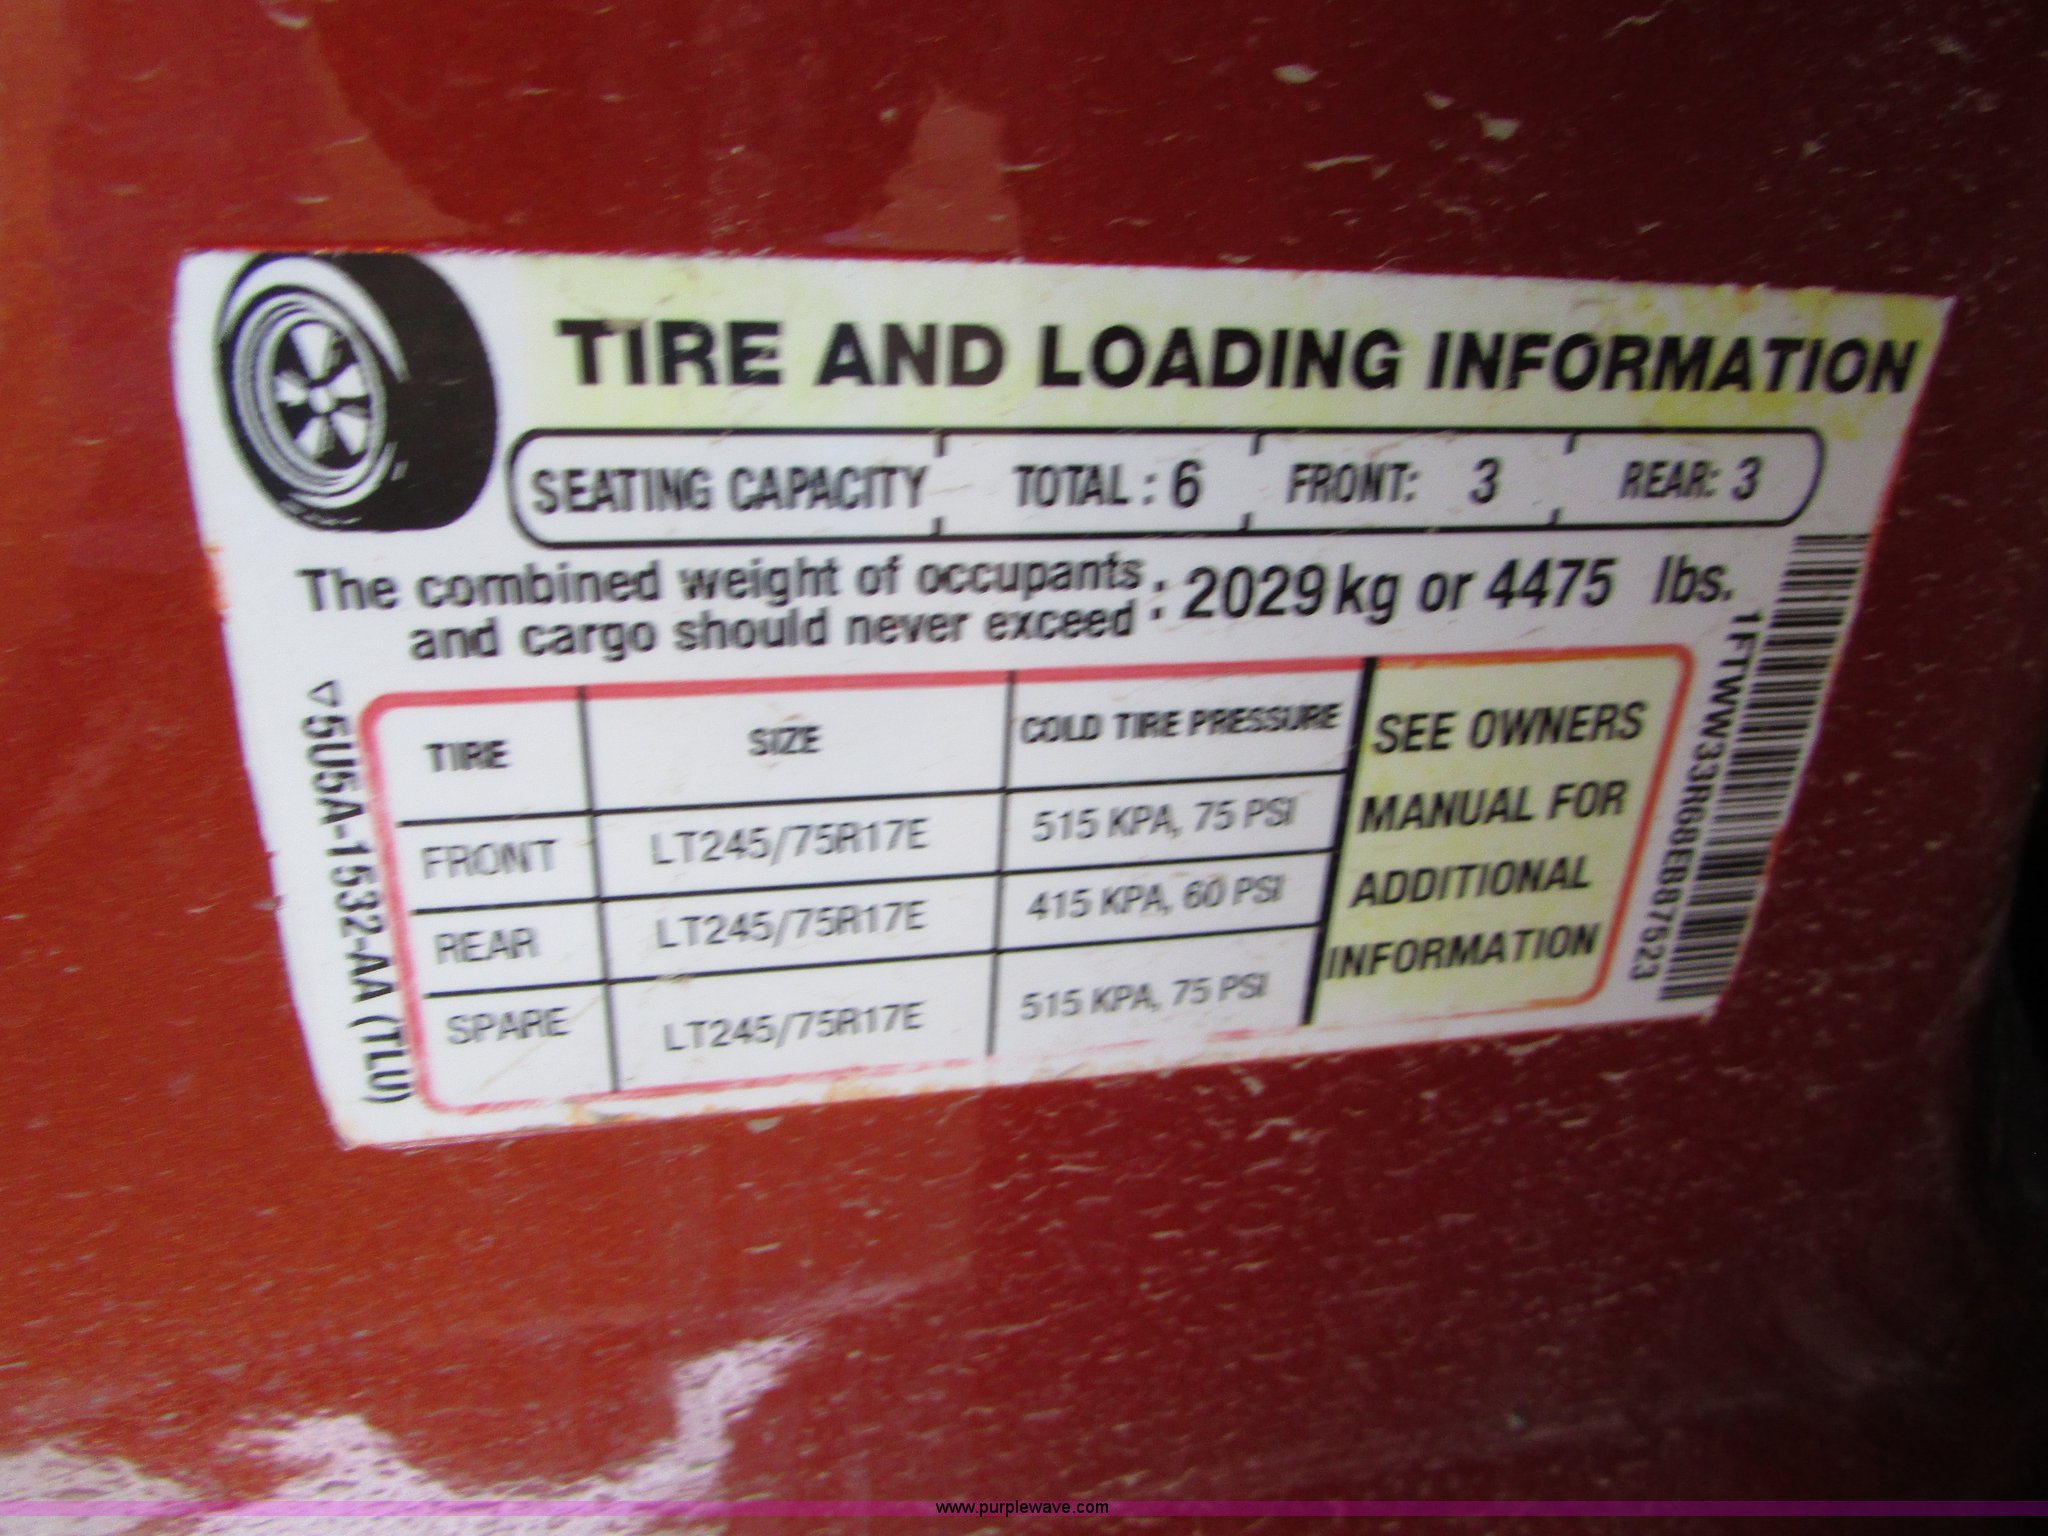 TIRE AND LOADING INFORMATION
SEATING CAPACITY TOTAL : 6 FRONT: 3 REAR: 3
The combined weight of occupants
and cargo should never exceed : 2029 kg or 4475 lbs.
TIRE SIZE COLD TIRE PRESSURE
FRONT LT245/75R17E 515 KPA, 75 PSI
REAR LT245/75R17E 415 KPA, 60 PSI
SPARE LT245/75R17E 515 KPA, 75 PSI
SEE OWNERS
MANUAL FOR
ADDITIONAL
INFORMATION
5U5A-1532-AA (TLU)
1FTWW33R68EB87523
www.purplewave.com